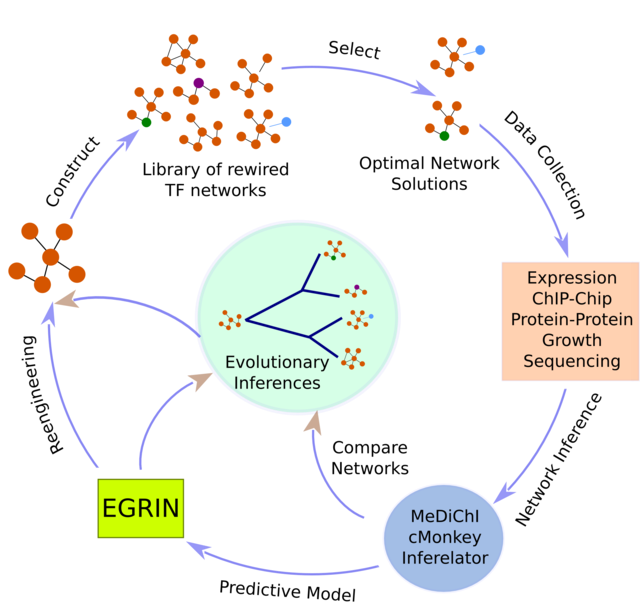 Select
Construct
Library of rewired
TF networks
Optimal Network
Solutions
Data Collection
Expression
ChIP-Chip
Protein-Protein
Growth
Sequencing
Evolutionary
Inferences
Reengineering
Compare
Networks
Network Inference
EGRIN
MeDiChI
cMonkey
Inferelator
Predictive Model